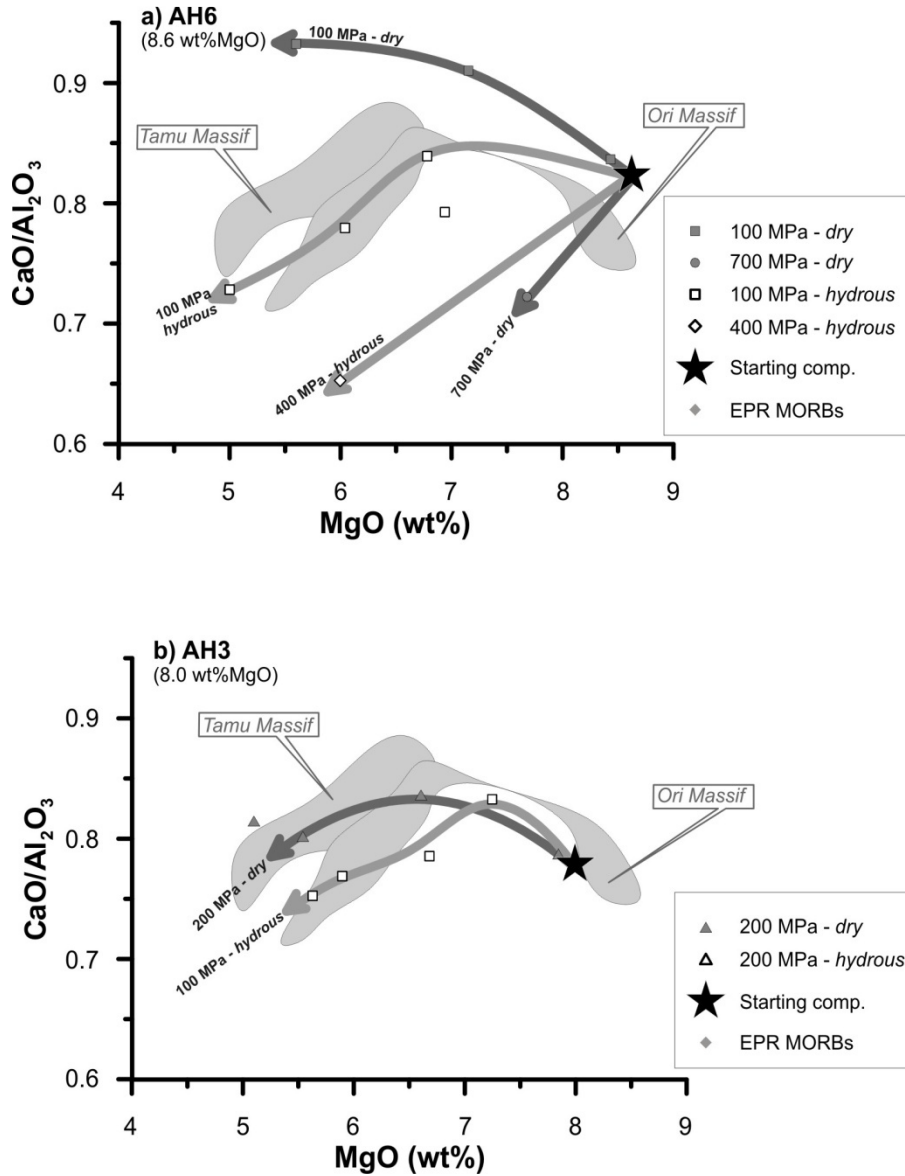 a) AH6
(8.6 wt%MgO)
100 MPa - dry
0.9
Tamu Massif
Ori Massif
CaO/Al₂O₃
0.8
100 MPa - dry
700 MPa - dry
100 MPa - hydrous
400 MPa - hydrous
Starting comp.
EPR MORBs
0.7
100 MPa
hydrous
400 MPa - hydrous
700 MPa - dry
0.6
4 5 6 7 8 9
MgO (wt%)
b) AH3
(8.0 wt%MgO)
0.9
Tamu Massif
Ori Massif
CaO/Al₂O₃
0.8
200 MPa - dry
100 MPa - hydrous
0.7
0.6
200 MPa - dry
200 MPa - hydrous
Starting comp.
EPR MORBs
4 5 6 7 8 9
MgO (wt%)